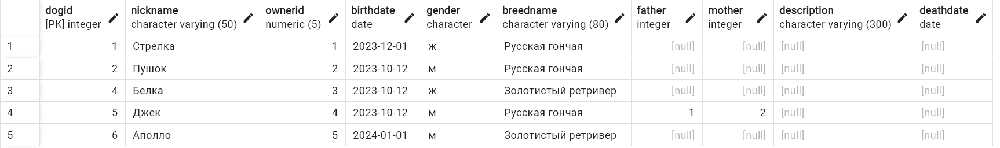 dogid nickname ownerid birthdate gender breedname father mother description deathdate
[PK] integer character varying (50) numeric (5) date character character varying (80) integer integer character varying (300) date
1 1 Стрелка 1 2023-12-01 ж Русская гончая [null] [null] [null] [null]
2 2 Пушок 2 2023-10-12 м Русская гончая [null] [null] [null] [null]
3 4 Белка 3 2023-10-12 ж Золотистый ретривер [null] [null] [null] [null]
4 5 Джек 4 2023-10-12 м Русская гончая 1 2 [null] [null]
5 6 Аполло 5 2024-01-01 м Золотистый ретривер [null] [null] [null] [null]